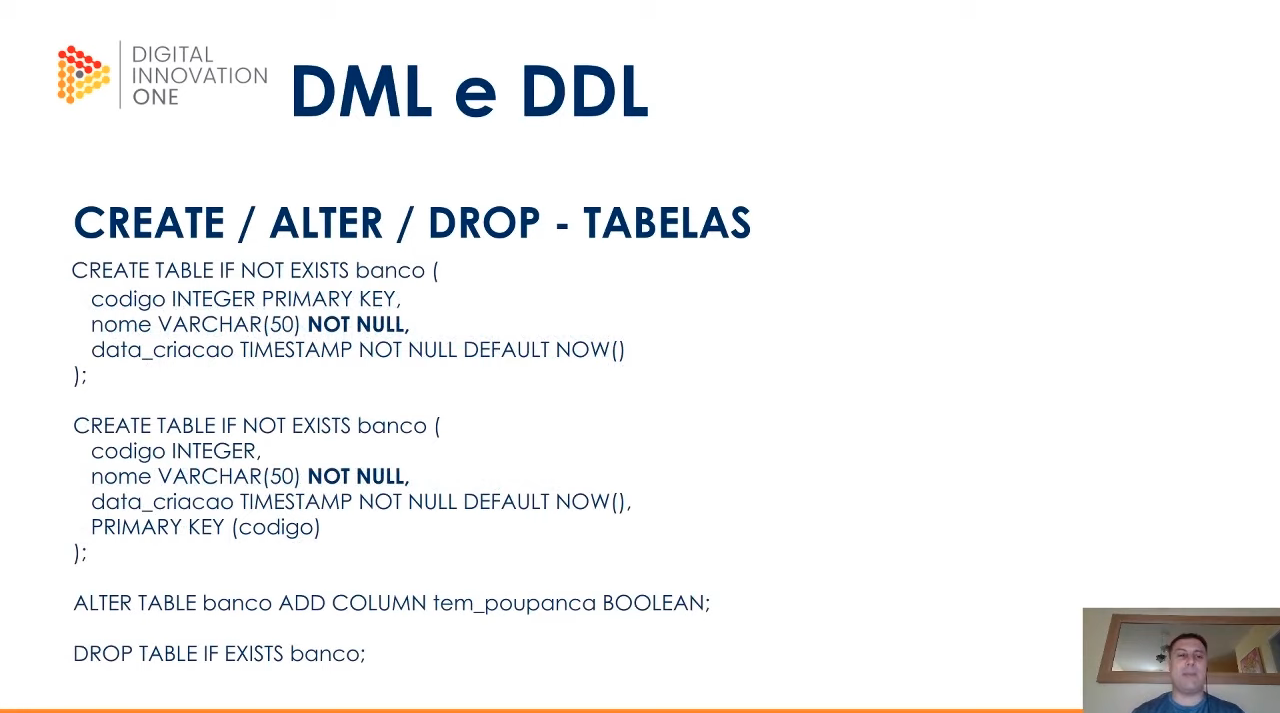 DIGITAL
INNOVATION
ONE
DML e DDL
CREATE / ALTER / DROP - TABELAS
CREATE TABLE IF NOT EXISTS banco (
codigo INTEGER PRIMARY KEY,
nome VARCHAR(50) NOT NULL,
data_criacao TIMESTAMP NOT NULL DEFAULT NOW()
);
CREATE TABLE IF NOT EXISTS banco (
codigo INTEGER,
nome VARCHAR(50) NOT NULL,
data_criacao TIMESTAMP NOT NULL DEFAULT NOW(),
PRIMARY KEY (codigo)
);
ALTER TABLE banco ADD COLUMN tem_poupanca BOOLEAN;
DROP TABLE IF EXISTS banco;